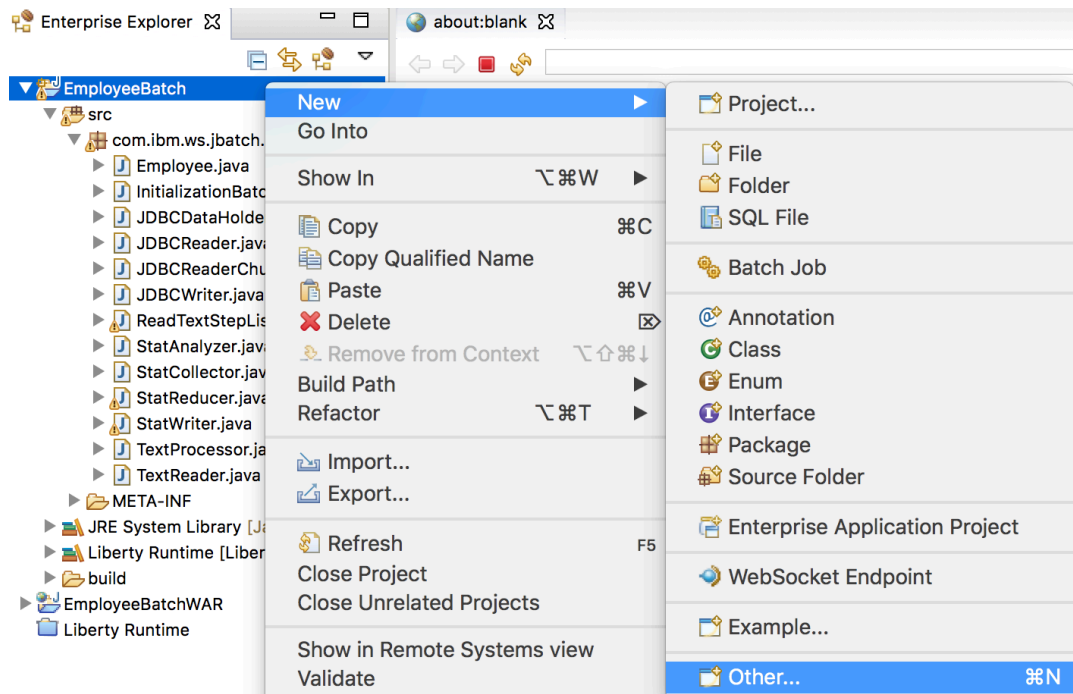 Enterprise Explorer
about:blank
EmployeeBatch
src
com.ibm.ws.jbatch.
Employee.java
InitializationBatc
JDBCDataHolde
JDBCReader.java
JDBCReaderChu
JDBCWriter.java
ReadTextStepLis
StatAnalyzer.java
StatCollector.jav
StatReducer.java
StatWriter.java
TextProcessor.ja
TextReader.java
META-INF
JRE System Library [Ja
Liberty Runtime [Liber
build
EmployeeBatchWAR
Liberty Runtime
New
Go Into
Show In ⌥⌘W
Copy ⌘C
Copy Qualified Name
Paste ⌘V
Delete ⌦
Remove from Context ⌥⇧⌘↓
Build Path
Refactor ⌥⌘T
Import...
Export...
Refresh F5
Close Project
Close Unrelated Projects
Show in Remote Systems view
Validate
Project...
File
Folder
SQL File
Batch Job
Annotation
Class
Enum
Interface
Package
Source Folder
Enterprise Application Project
WebSocket Endpoint
Example...
Other... ⌘N